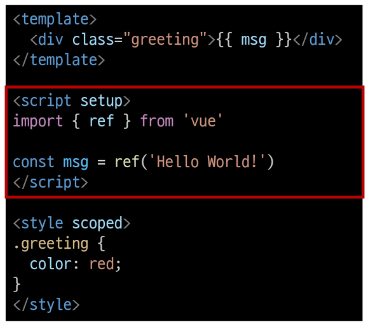 <template>
  <div class="greeting">{{ msg }}</div>
</template>

<script setup>
import { ref } from 'vue'

const msg = ref('Hello World!')
</script>

<style scoped>
.greeting {
  color: red;
}
</style>